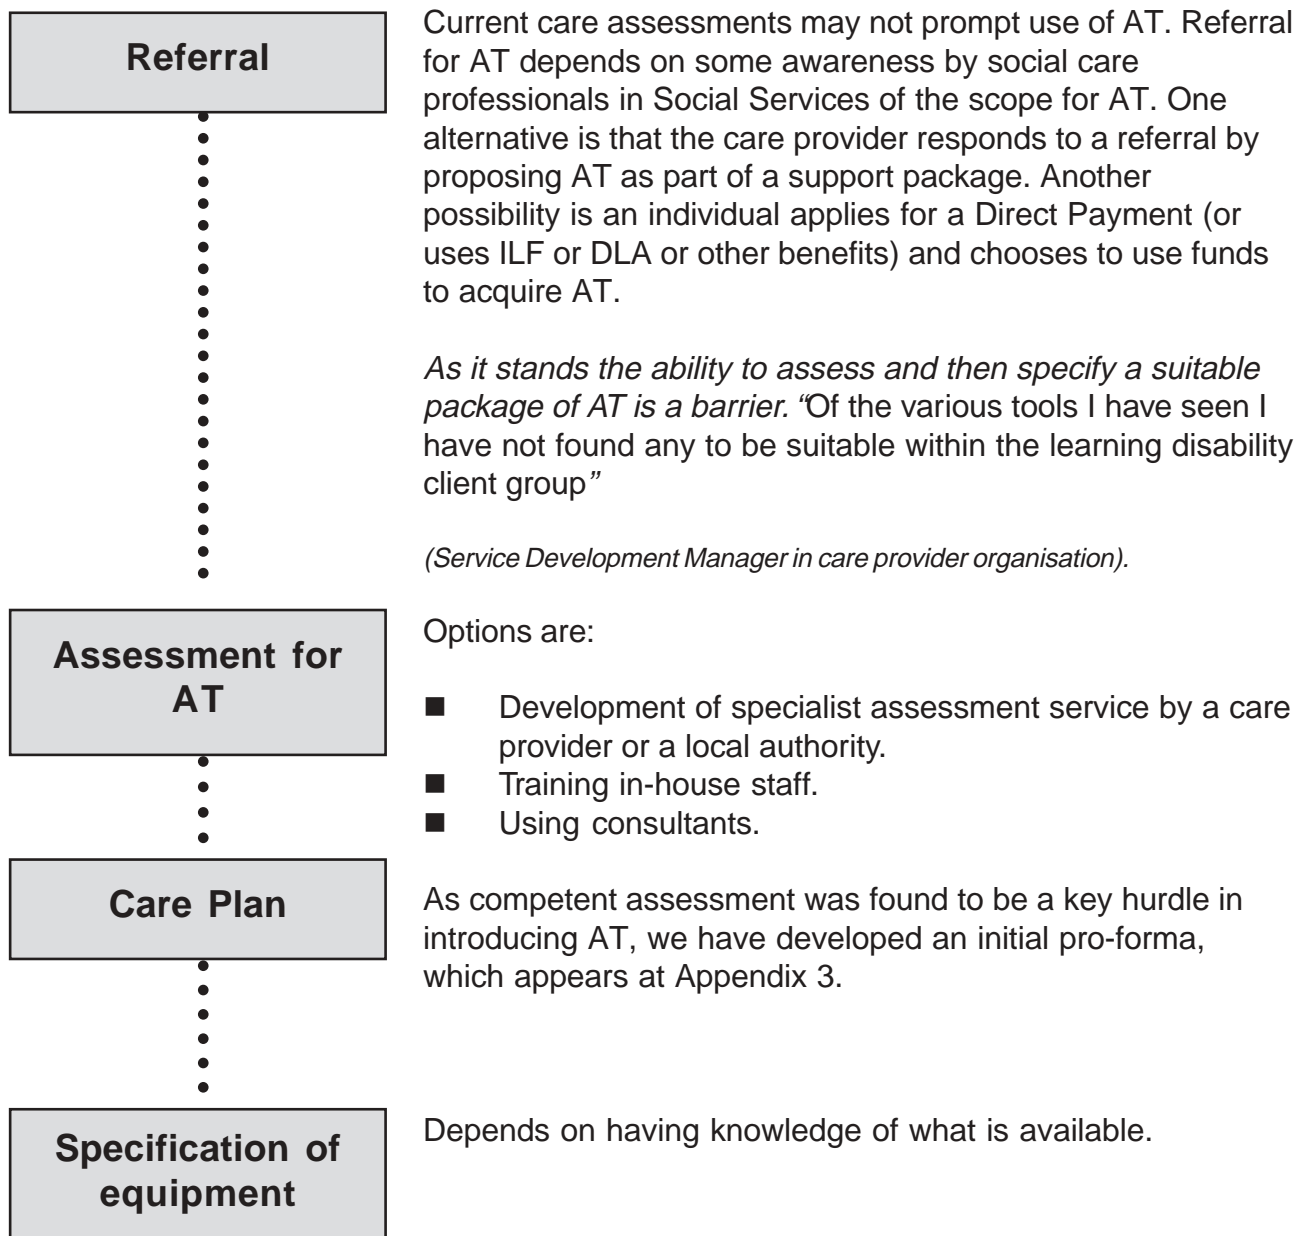 Referral
Current care assessments may not prompt use of AT. Referral
for AT depends on some awareness by social care
professionals in Social Services of the scope for AT. One
alternative is that the care provider responds to a referral by
proposing AT as part of a support package. Another
possibility is an individual applies for a Direct Payment (or
uses ILF or DLA or other benefits) and chooses to use funds
to acquire AT.
As it stands the ability to assess and then specify a suitable
package of AT is a barrier. “Of the various tools I have seen I
have not found any to be suitable within the learning disability
client group”
(Service Development Manager in care provider organisation).
Assessment for
AT
Options are:
■ Development of specialist assessment service by a care
provider or a local authority.
■ Training in-house staff.
■ Using consultants.
Care Plan
As competent assessment was found to be a key hurdle in
introducing AT, we have developed an initial pro-forma,
which appears at Appendix 3.
Specification of
equipment
Depends on having knowledge of what is available.